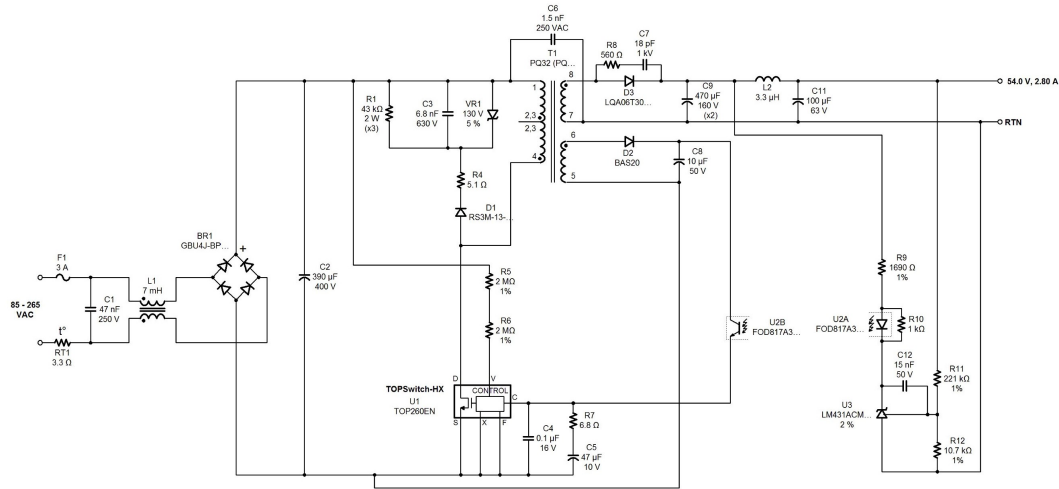 C6
1.5 nF
250 VAC
T1
PQ32 (PQ...
R8
560 Ω
C7
18 pF
1 kV
D3
LQA06T30...
8
7
1
2,3
2,3
4
6
5
C9
470 µF
160 V
(x2)
L2
3.3 µH
C11
100 µF
63 V
54.0 V, 2.80 A
RTN
R1
43 kΩ
2 W
(x3)
C3
6.8 nF
630 V
VR1
130 V
5 %
D2
BAS20
C8
10 µF
50 V
R4
5.1 Ω
D1
RS3M-13-...
BR1
GBU4J-BP...
+
F1
3 A
L1
7 mH
C1
47 nF
250 V
85 - 265
VAC
t°
RT1
3.3 Ω
C2
390 µF
400 V
R5
2 MΩ
1%
R6
2 MΩ
1%
R9
1690 Ω
1%
U2B
FOD817A3...
U2A
FOD817A3...
R10
1 kΩ
C12
15 nF
50 V
R11
221 kΩ
1%
U3
LM431ACM...
2 %
R12
10.7 kΩ
1%
TOPSwitch-HX
U1
TOP260EN
D
V
CONTROL
C
S
X
F
R7
6.8 Ω
C4
0.1 µF
16 V
C5
47 µF
10 V